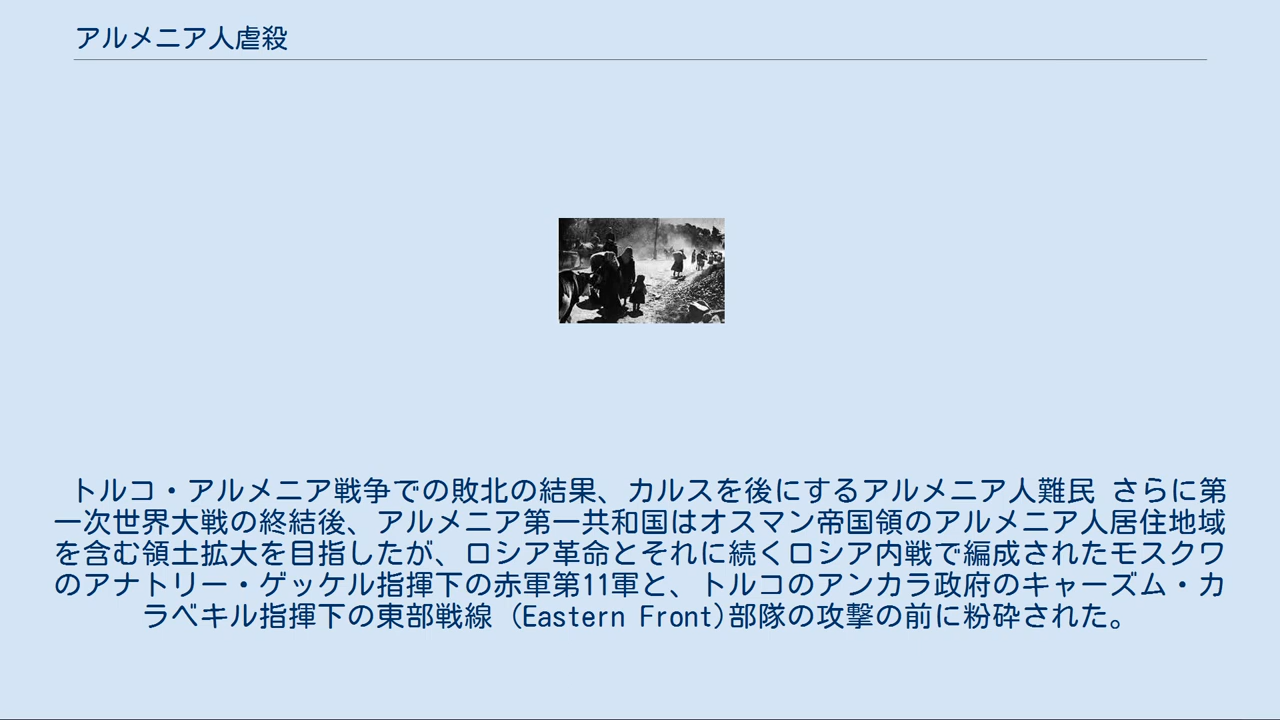 アルメニア人虐殺
トルコ・アルメニア戦争での敗北の結果、カルスを後にするアルメニア人難民 さらに第
一次世界大戦の終結後、アルメニア第一共和国はオスマン帝国領のアルメニア人居住地域
を含む領土拡大を目指したが、ロシア革命とそれに続くロシア内戦で編成されたモスクワ
のアナトリー・ゲッケル指揮下の赤軍第11軍と、トルコのアンカラ政府のキャーズム・カ
ラベキル指揮下の東部戦線 (Eastern Front)部隊の攻撃の前に粉砕された。